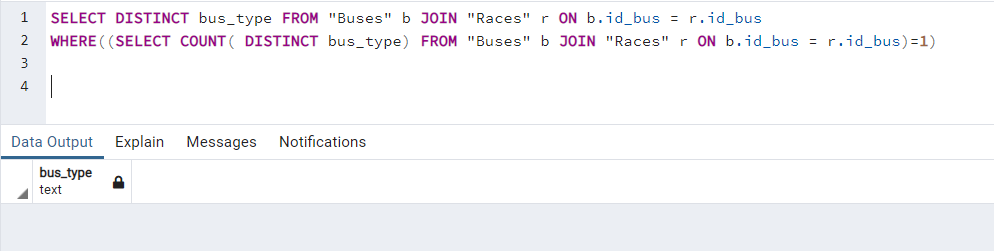 1 SELECT DISTINCT bus_type FROM "Buses" b JOIN "Races" r ON b.id_bus = r.id_bus
2 WHERE((SELECT COUNT( DISTINCT bus_type) FROM "Buses" b JOIN "Races" r ON b.id_bus = r.id_bus)=1)
3
4
Data Output Explain Messages Notifications
bus_type
text